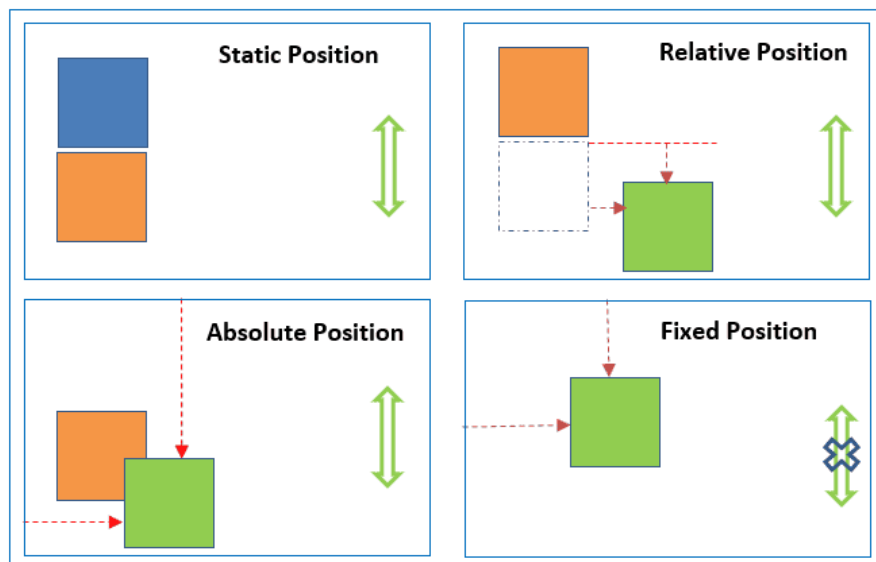 Static Position
Relative Position
Absolute Position
Fixed Position